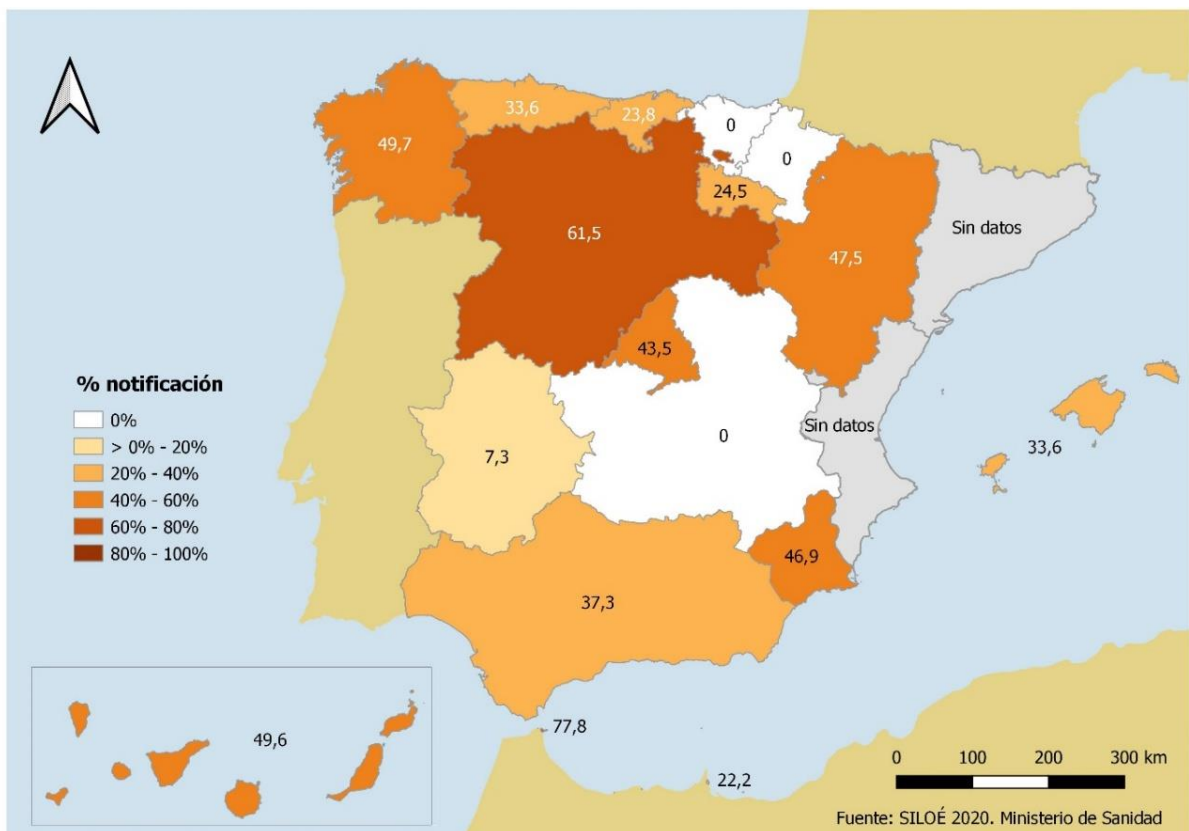 33,6
23,8
0
49,7
0
24,5
Sin datos
61,5
47,5
43,5
% notificación
0%
> 0% - 20%
20% - 40%
40% - 60%
60% - 80%
80% - 100%
Sin datos
0
33,6
7,3
46,9
37,3
49,6
77,8
22,2
0 100 200 300 km
Fuente: SILOÉ 2020. Ministerio de Sanidad